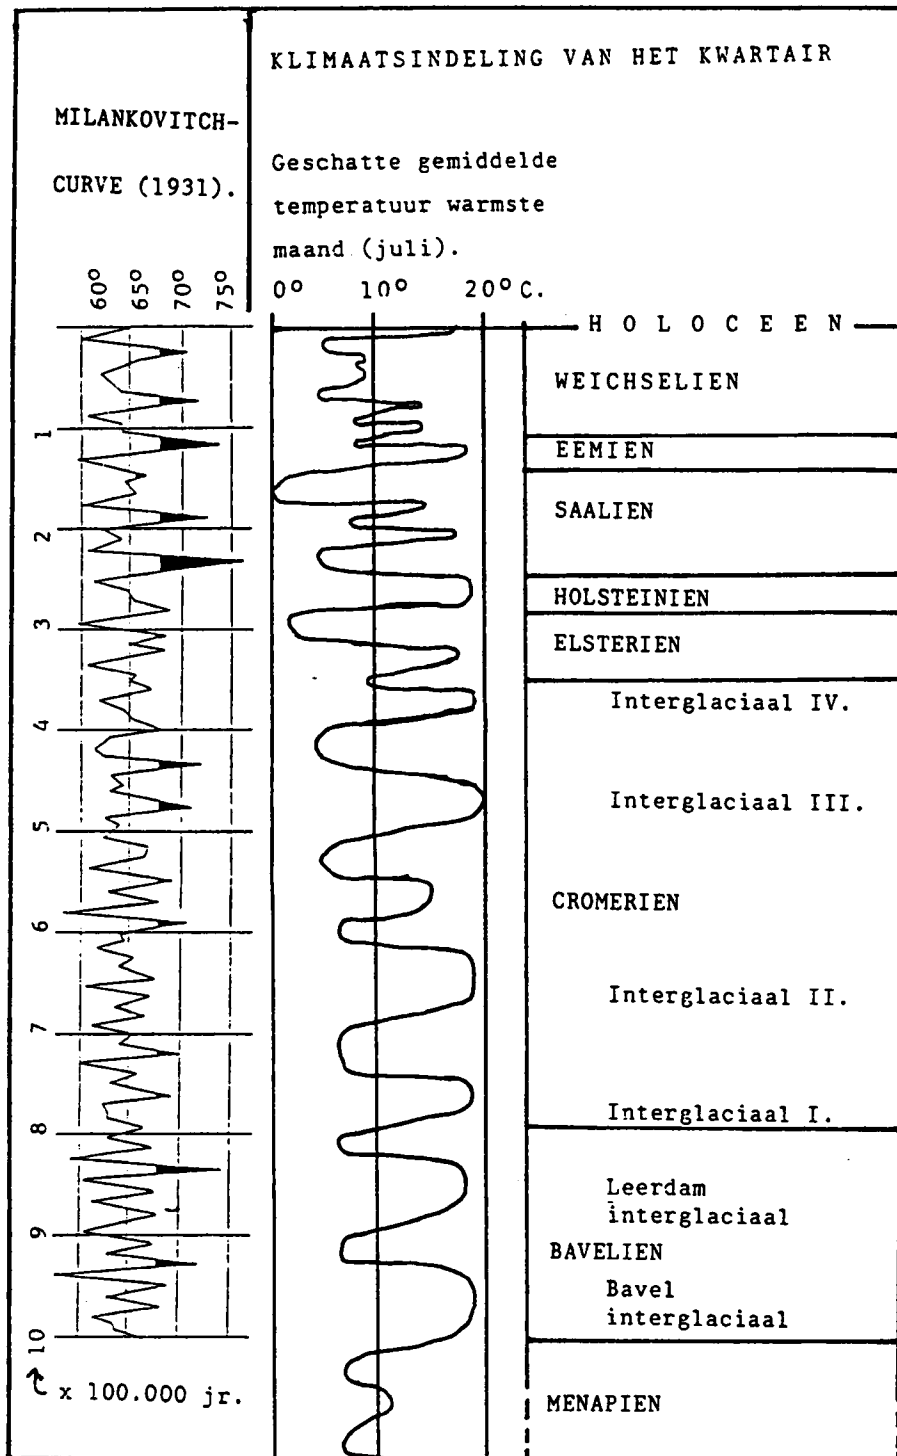 KLIMAATSINDELING VAN HET KWARTAIR
MILANKOVITCH-
CURVE (1931).
Geschatte gemiddelde
temperatuur warmste
maand (juli).
60° 65° 70° 75°
0° 10° 20°C.
HOLOCEEN
WEICHSELIEN
1
EEMIEN
SAALIEN
2
HOLSTEINIEN
3
ELSTERIEN
Interglaciaal IV.
4
Interglaciaal III.
5
CROMERIEN
6
Interglaciaal II.
7
Interglaciaal I.
8
Leerdam
interglaciaal
9
BAVELIEN
Bavel
interglaciaal
10
x 100.000 jr.
MENAPIEN